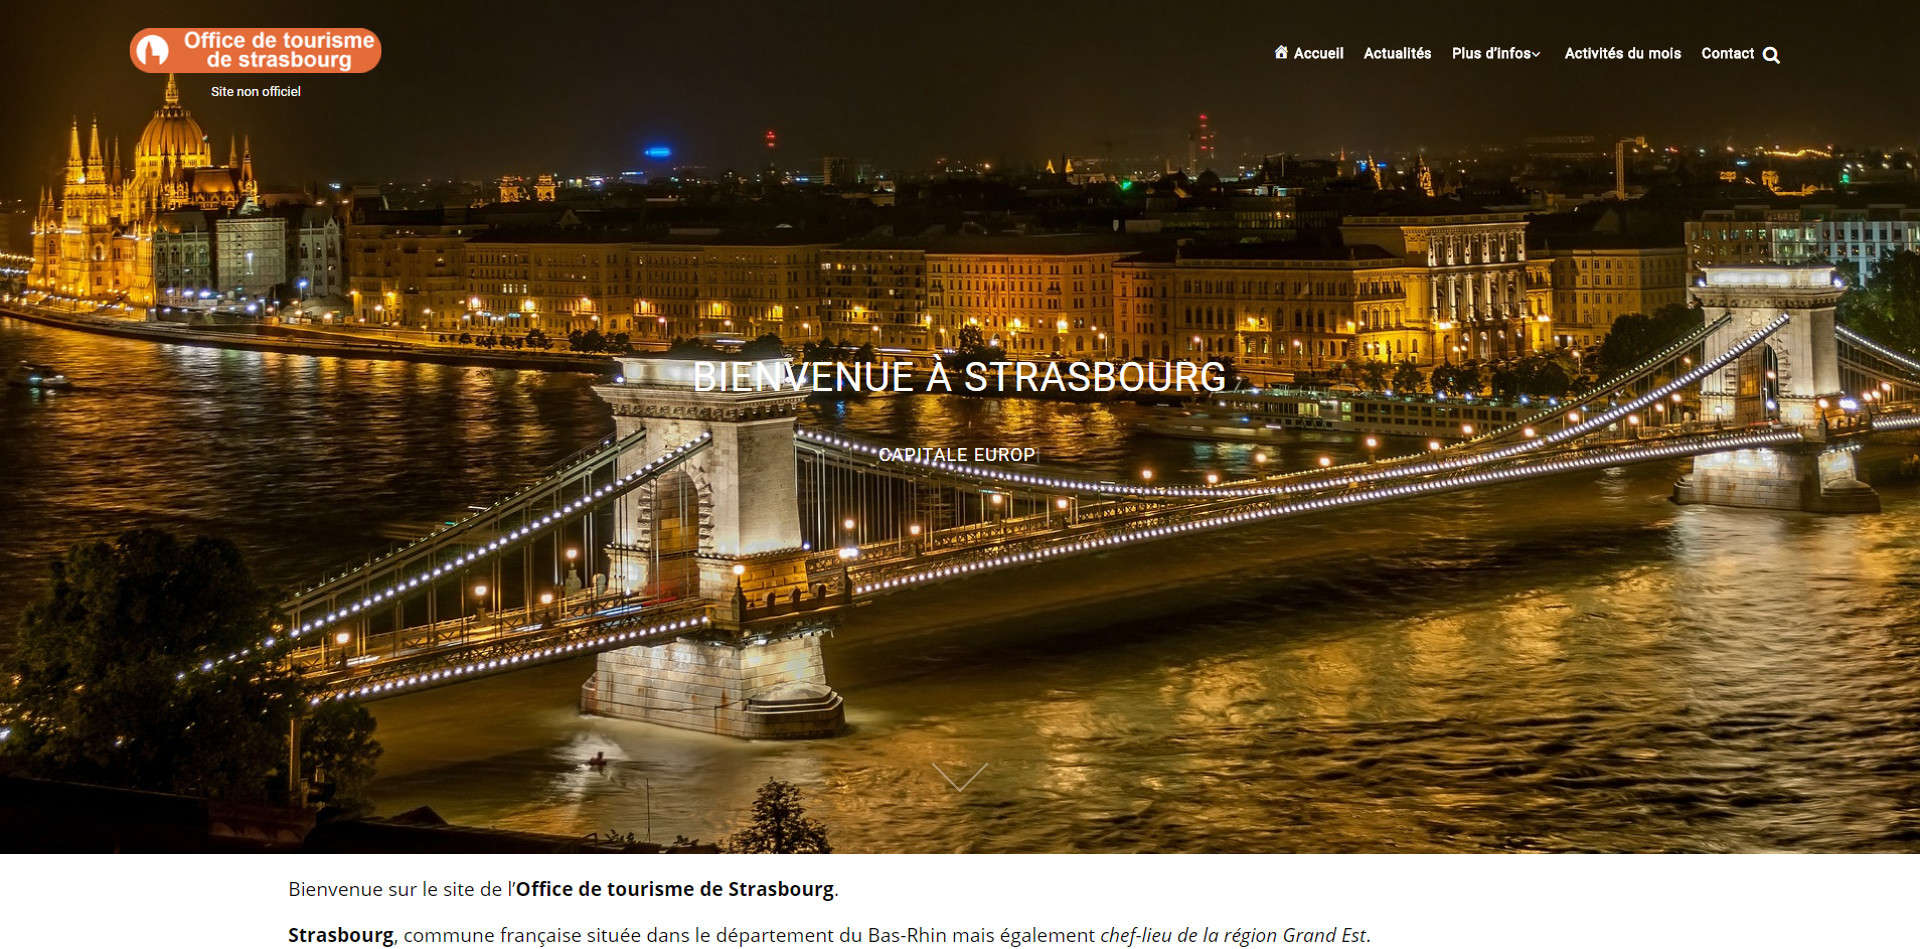 Office de tourisme
de strasbourg
Site non officiel
Accueil Actualités Plus d'infos Activités du mois Contact
BIENVENUE À STRASBOURG
CAPITALE EUROP
Bienvenue sur le site de l'Office de tourisme de Strasbourg.
Strasbourg, commune française située dans le département du Bas-Rhin mais également chef-lieu de la région Grand Est.